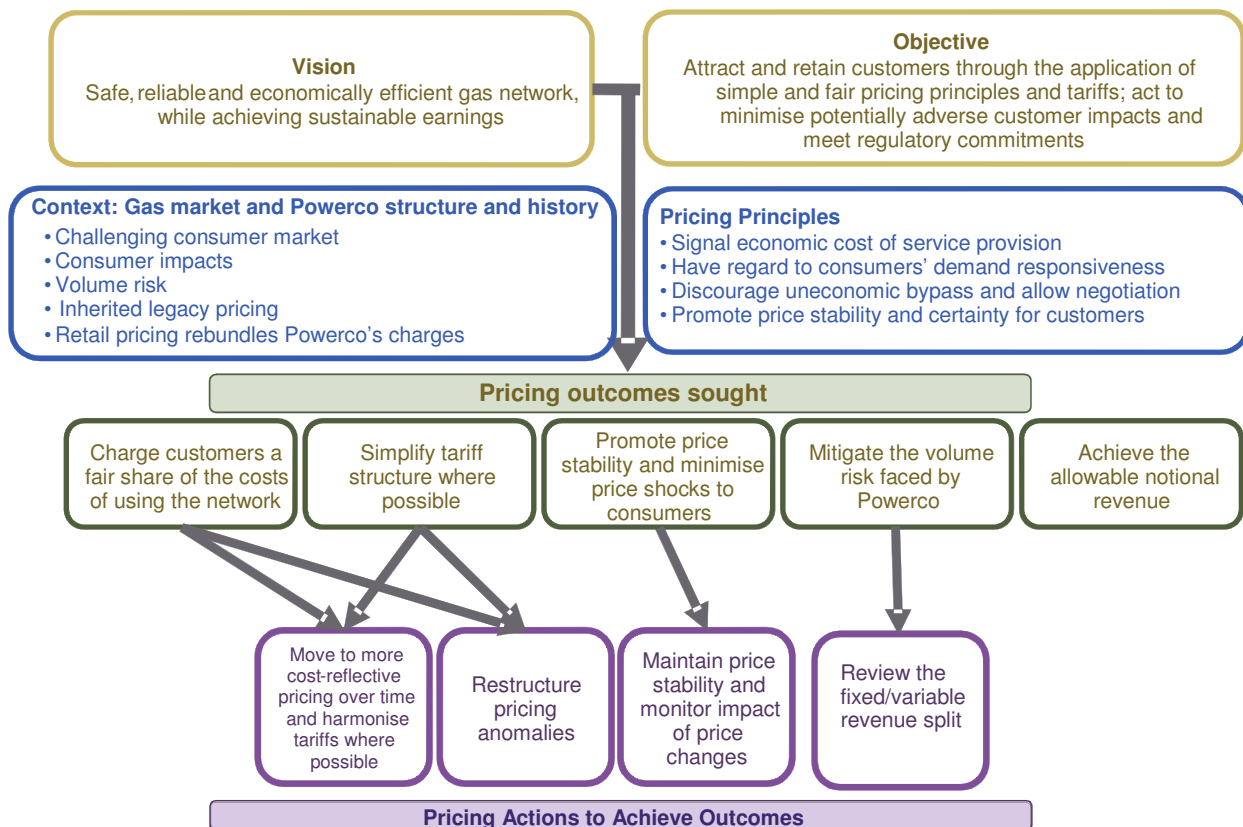 Vision
Safe, reliable and economically efficient gas network,
while achieving sustainable earnings
Objective
Attract and retain customers through the application of
simple and fair pricing principles and tariffs; act to
minimise potentially adverse customer impacts and
meet regulatory commitments
Context: Gas market and Powerco structure and history
• Challenging consumer market
• Consumer impacts
• Volume risk
• Inherited legacy pricing
• Retail pricing rebundles Powerco's charges
Pricing Principles
• Signal economic cost of service provision
• Have regard to consumers' demand responsiveness
• Discourage uneconomic bypass and allow negotiation
• Promote price stability and certainty for customers
Pricing outcomes sought
Charge customers a
fair share of the costs
of using the network
Simplify tariff
structure where
possible
Promote price
stability and minimise
price shocks to
consumers
Mitigate the volume
risk faced by
Powerco
Achieve the
allowable notional
revenue
Move to more
cost-reflective
pricing over time
and harmonise
tariffs where
possible
Restructure
pricing
anomalies
Maintain price
stability and
monitor impact
of price
changes
Review the
fixed/variable
revenue split
Pricing Actions to Achieve Outcomes